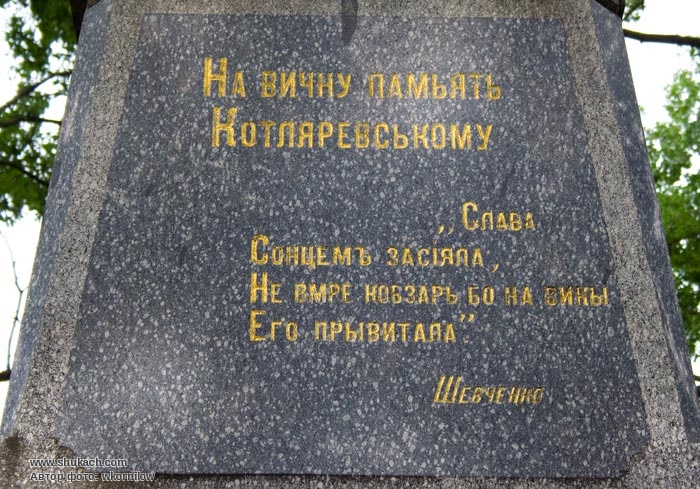 На вичну памьять
Котляревському
„Слава
Сонцемъ засіяла,
Не вмре кобзарь бо на викы
Его прывитала".
Шевченко
www.shukach.com
Автор фото: wkornilow